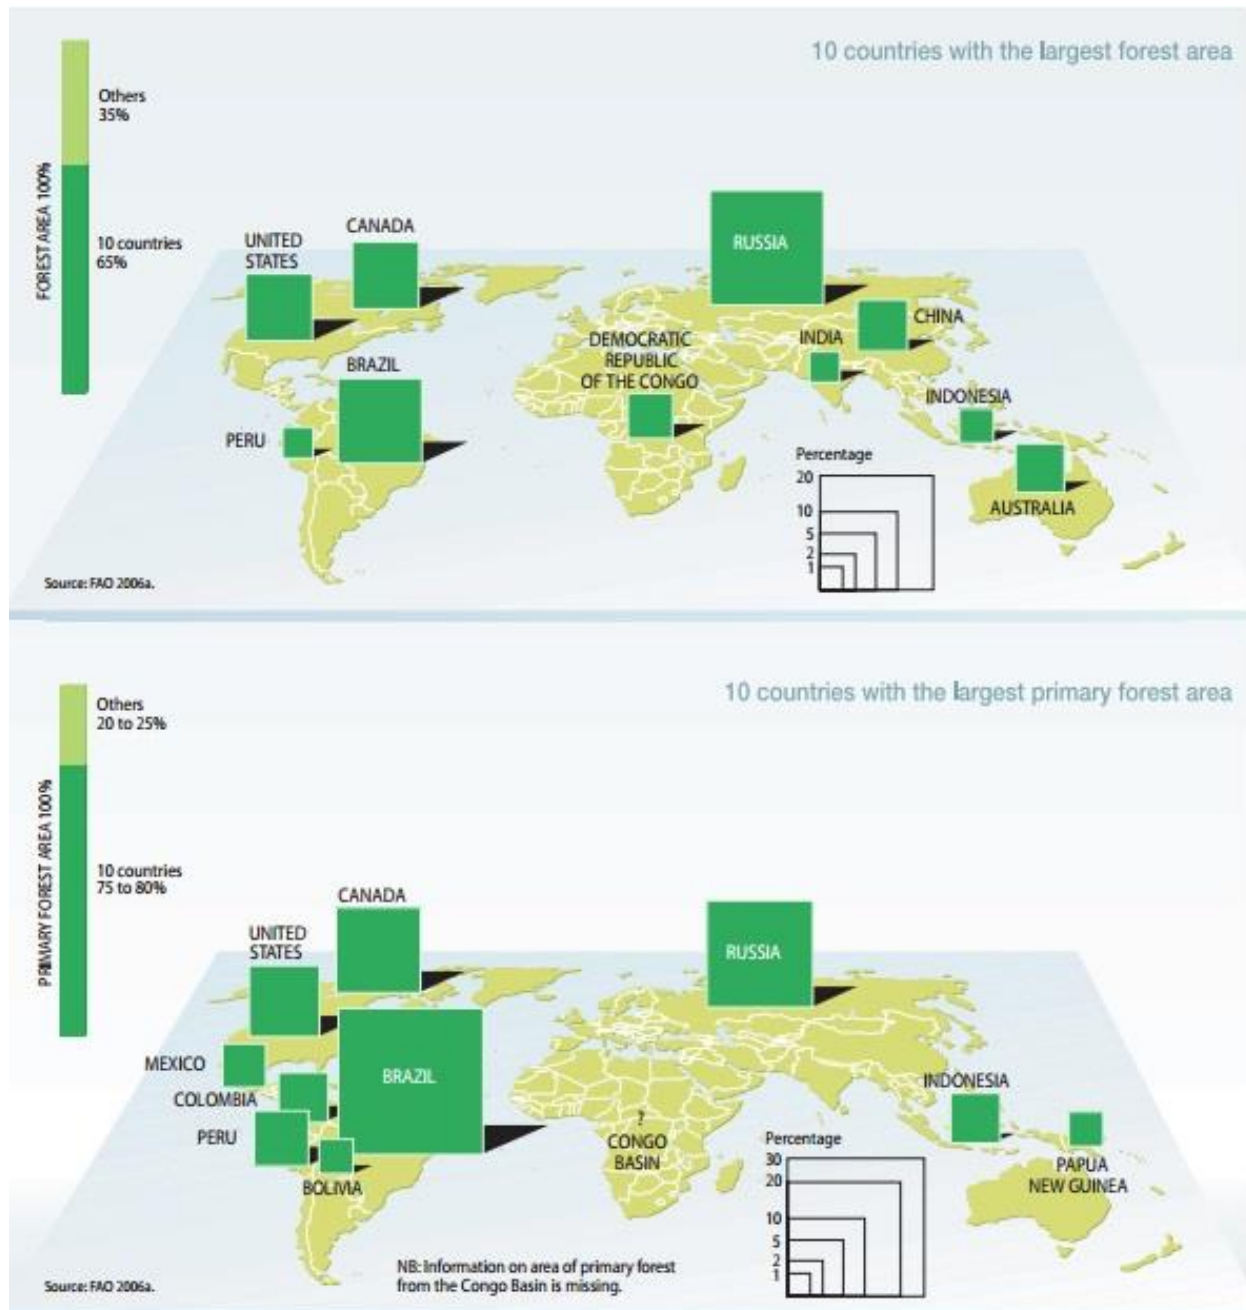 10 countries with the largest forest area
Others
35%
FOREST AREA 100%
10 countries
65%
CANADA
UNITED
STATES
RUSSIA
CHINA
INDIA
DEMOCRATIC
REPUBLIC
OF THE CONGO
BRAZIL
INDONESIA
PERU
Percentage
20
10
5
2
1
AUSTRALIA
Source: FAO 2006a.
10 countries with the largest primary forest area
Others
20 to 25%
PRIMARY FOREST AREA 100%
10 countries
75 to 80%
CANADA
UNITED
STATES
RUSSIA
MEXICO
BRAZIL
COLOMBIA
INDONESIA
PERU
?
CONGO
BASIN
Percentage
30
20
10
5
2
1
PAPUA
NEW GUINEA
BOLIVIA
NB: Information on area of primary forest
from the Congo Basin is missing.
Source: FAO 2006a.